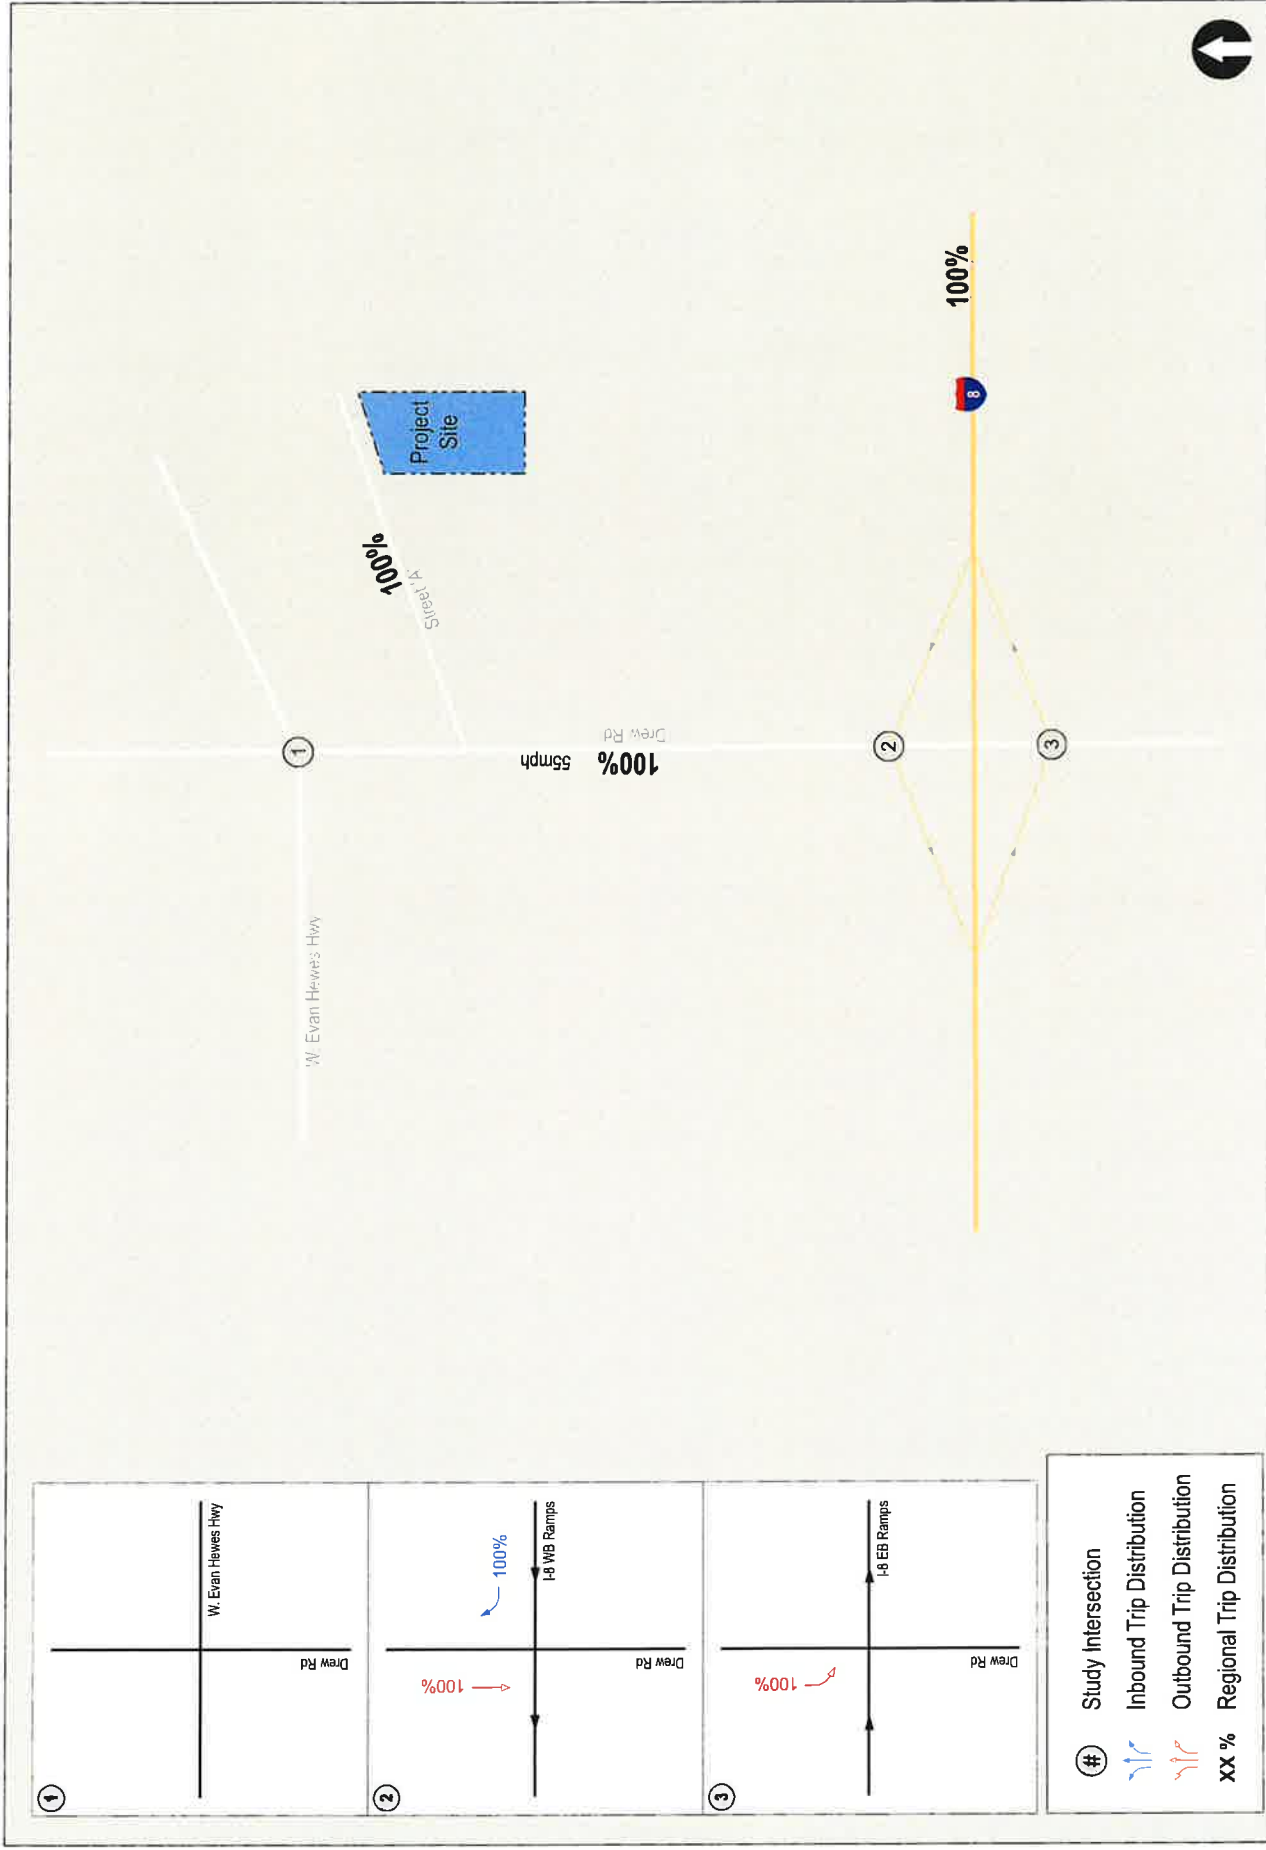 1
W. Evan Hewes Hwy
Drew Rd
2
100%
100%
I-8 WB Ramps
Drew Rd
3
100%
I-8 EB Ramps
Drew Rd
# Study Intersection
Inbound Trip Distribution
Outbound Trip Distribution
XX % Regional Trip Distribution
1
W. Evan Hewes Hwy
100%
Street 'A'
Project
Site
Drew Rd
55mph
100%
2
3
8
100%